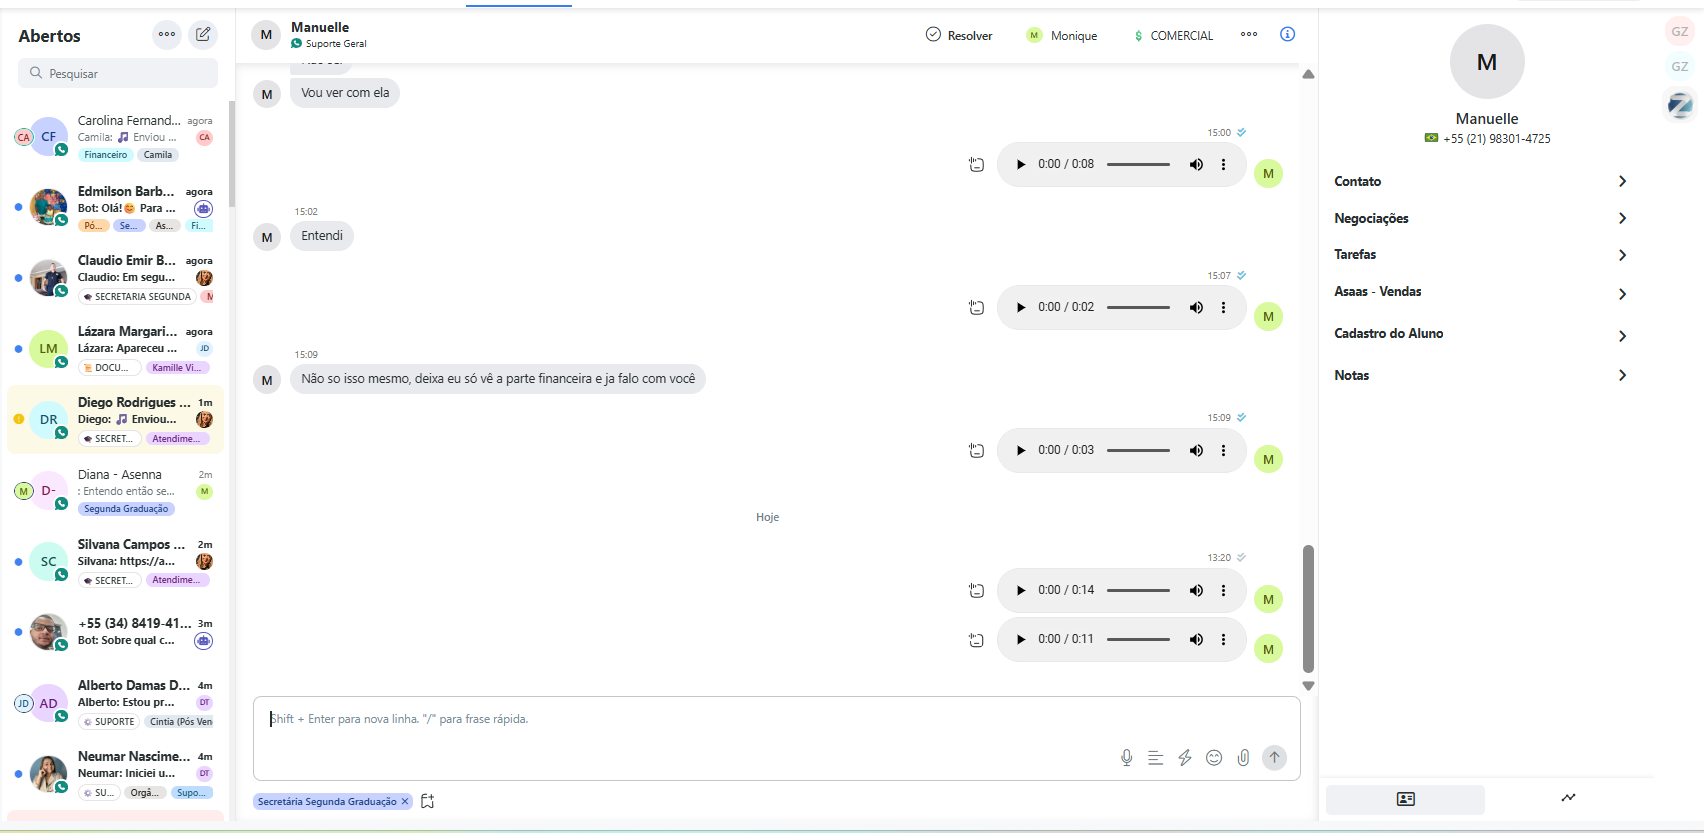 Abertos
Pesquisar
Carolina Fernand... agora
CA CF Camila: 🎵 Enviou ... CA
Financeiro Camila
Edmilson Barb... agora
Bot: Olá!😊 Para ...
Pó... Se... As... Fi...
Claudio Emir B... agora
Claudio: Em segu...
SECRETARIA SEGUNDA
Lázara Margari... agora
LM Lázara: Apareceu ... JD
DOCU... Kamille Vi...
Diego Rodrigues ... 1m
DR Diego: 🎵 Enviou...
SECRET... Atendime...
Diana - Asenna 2m
M D- : Entendo então se... M
Segunda Graduação
Silvana Campos ... 2m
SC Silvana: https://a...
SECRET... Atendime...
+55 (34) 8419-41... 3m
Bot: Sobre qual c...
Alberto Damas D... 4m
JD AD Alberto: Estou pr... DT
SUPORTE Cintia (Pós Ven
Neumar Nascime... 4m
Neumar: Iniciei u... DT
SU... Orgâ... Supo...
M Manuelle
Suporte Geral
Resolver M Monique $ COMERCIAL
M Vou ver com ela
15:00
0:00 / 0:08 M
15:02
M Entendi
15:07
0:00 / 0:02 M
15:09
M Não so isso mesmo, deixa eu só vê a parte financeira e ja falo com você
15:09
0:00 / 0:03 M
Hoje
13:20
0:00 / 0:14 M
0:00 / 0:11 M
Shift + Enter para nova linha. "/" para frase rápida.
Secretária Segunda Graduação ×
M
Manuelle
+55 (21) 98301-4725
Contato
Negociações
Tarefas
Asaas - Vendas
Cadastro do Aluno
Notas
GZ
GZ